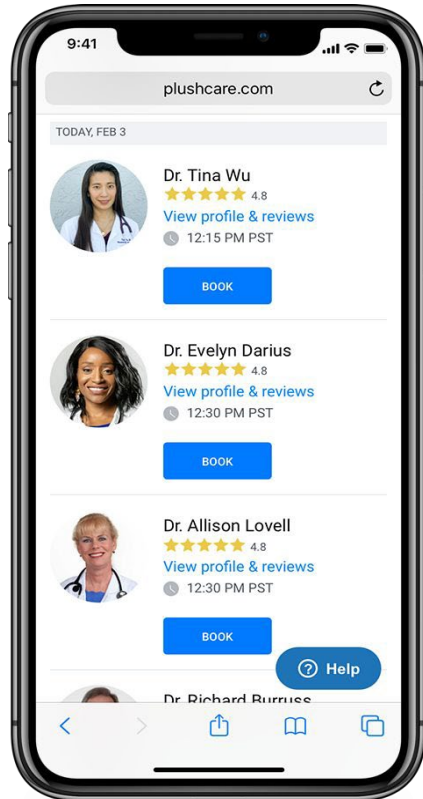 9:41
plushcare.com
TODAY, FEB 3
Dr. Tina Wu
4.8
View profile & reviews
12:15 PM PST
BOOK
Dr. Evelyn Darius
4.8
View profile & reviews
12:30 PM PST
BOOK
Dr. Allison Lovell
4.8
View profile & reviews
12:30 PM PST
BOOK
? Help
Dr. Richard Burruss